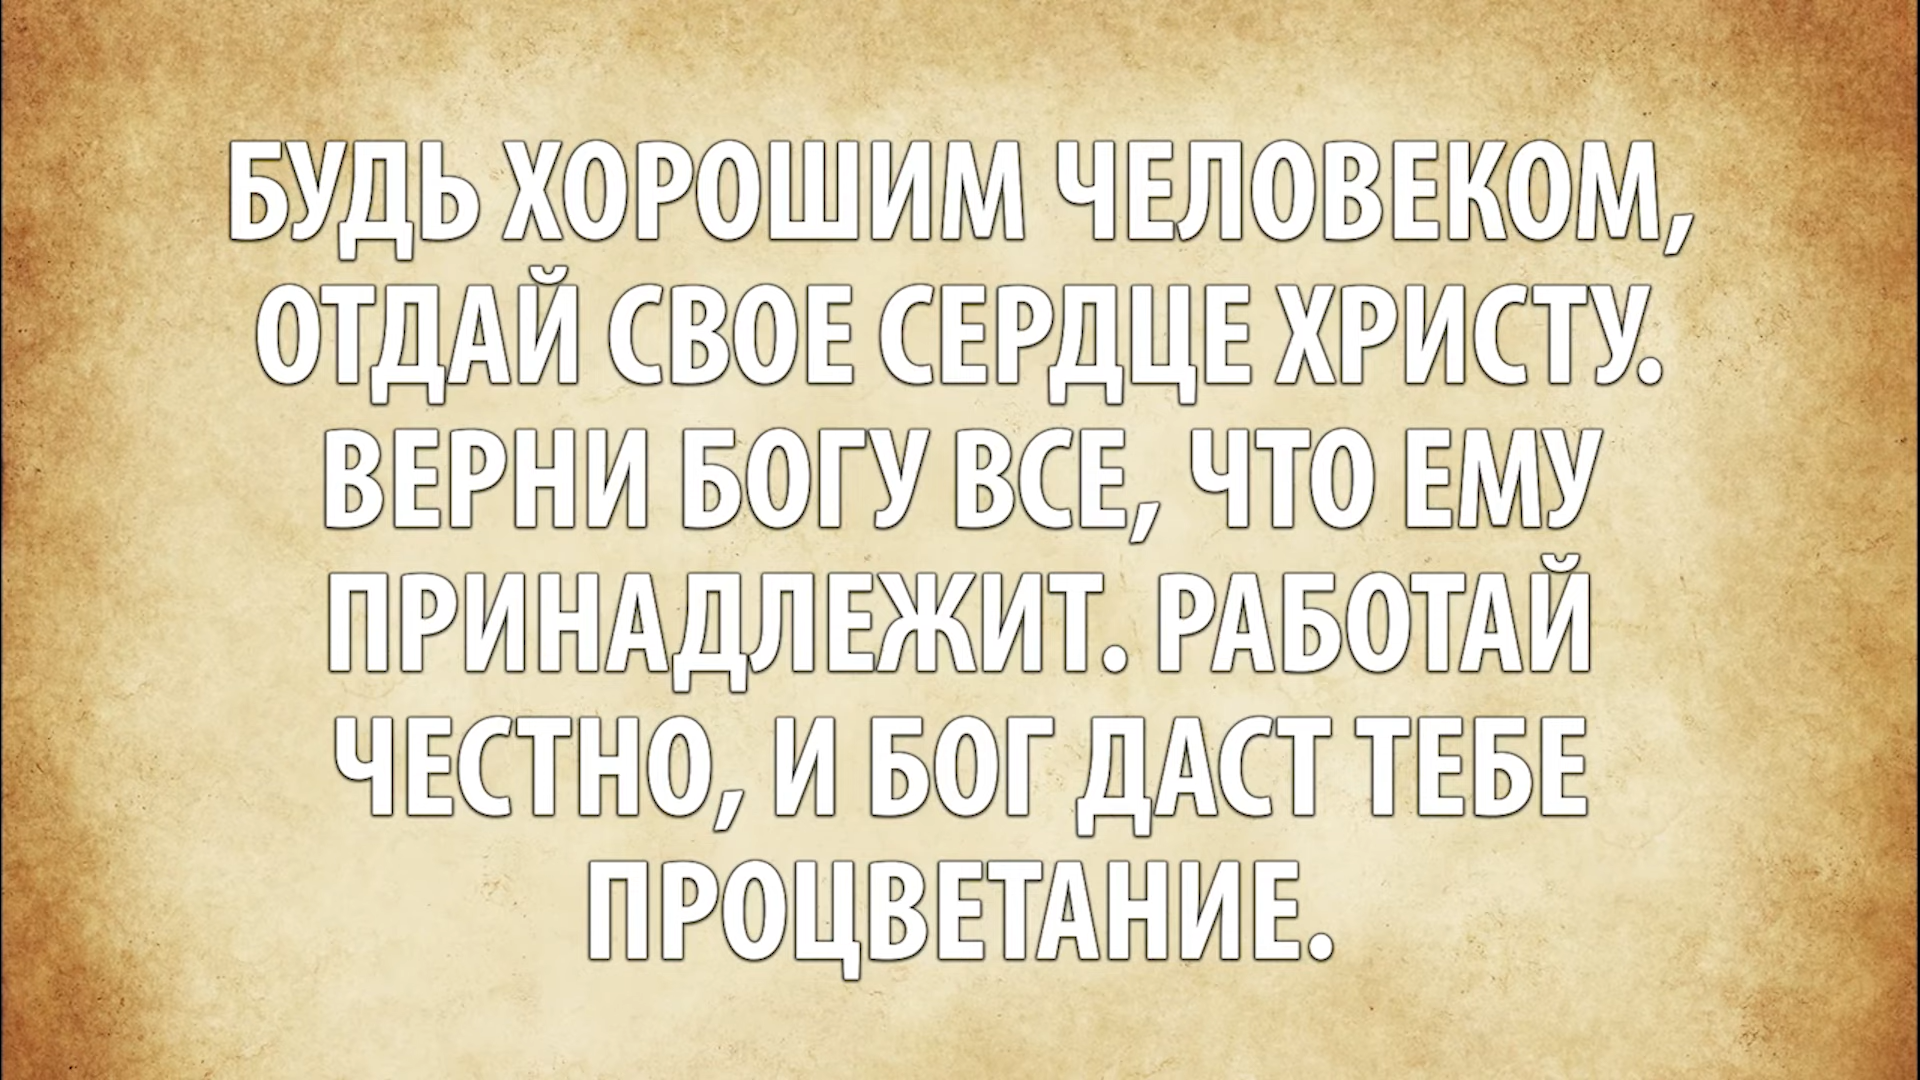 БУДЬ ХОРОШИМ ЧЕЛОВЕКОМ,
ОТДАЙ СВОЕ СЕРДЦЕ ХРИСТУ.
ВЕРНИ БОГУ ВСЕ, ЧТО ЕМУ
ПРИНАДЛЕЖИТ. РАБОТАЙ
ЧЕСТНО, И БОГ ДАСТ ТЕБЕ
ПРОЦВЕТАНИЕ.